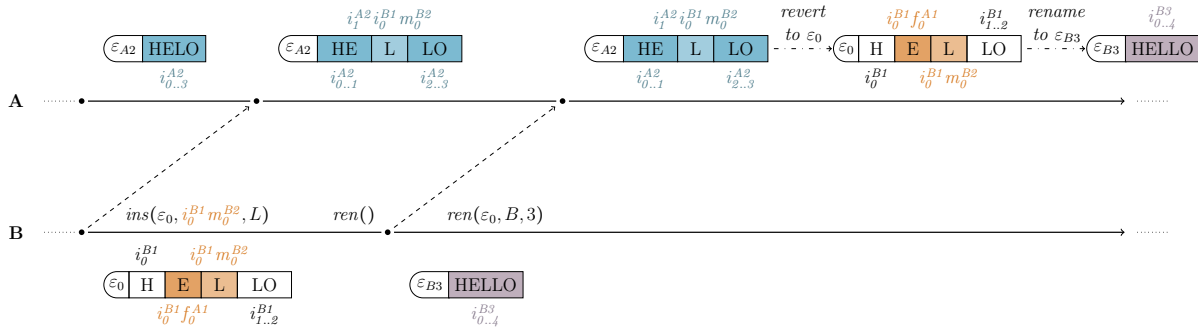 i_1^{A2} i_0^{B1} m_0^{B2} i_1^{A2} i_0^{B1} m_0^{B2} revert to ε_0 i_0^{B1} f_0^{A1} i_{1..2}^{B1} rename to ε_{B3} i_{0..4}^{B3}
ε_{A2} HELO ε_{A2} HE L LO ε_{A2} HE L LO ε_0 H E L LO ε_{B3} HELLO
i_{0..3}^{A2} i_{0..1}^{A2} i_{2..3}^{A2} i_{0..1}^{A2} i_{2..3}^{A2} i_0^{B1} i_0^{B1} m_0^{B2}
A
ins(ε_0, i_0^{B1} m_0^{B2}, L) ren() ren(ε_0, B, 3)
B
i_0^{B1} i_0^{B1} m_0^{B2}
ε_0 H E L LO ε_{B3} HELLO
i_0^{B1} f_0^{A1} i_{1..2}^{B1} i_{0..4}^{B3}